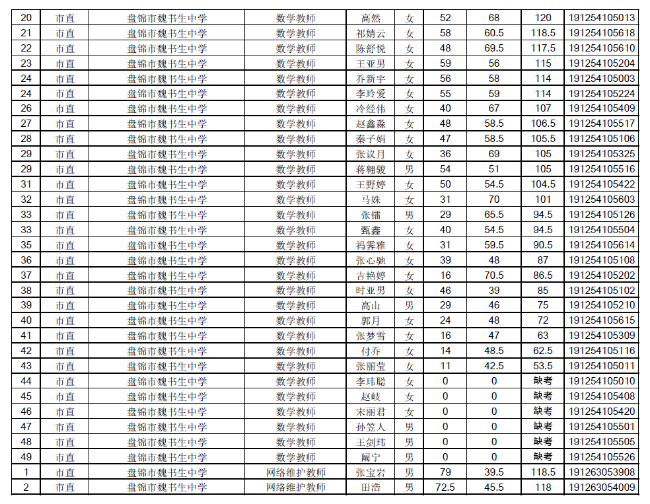 20 市直 盘锦市魏书生中学 数学教师 高然 女 52 68 120 191254105013
21 市直 盘锦市魏书生中学 数学教师 祁婧云 女 58 60.5 118.5 191254105618
22 市直 盘锦市魏书生中学 数学教师 陈舒悦 女 48 69.5 117.5 191254105610
23 市直 盘锦市魏书生中学 数学教师 王亚男 女 59 56 115 191254105204
24 市直 盘锦市魏书生中学 数学教师 乔新宇 女 56 58 114 191254105003
24 市直 盘锦市魏书生中学 数学教师 李玲爱 女 55 59 114 191254105224
26 市直 盘锦市魏书生中学 数学教师 冷经伟 女 40 67 107 191254105409
27 市直 盘锦市魏书生中学 数学教师 赵鑫淼 女 48 58.5 106.5 191254105517
28 市直 盘锦市魏书生中学 数学教师 秦子娟 女 47 58.5 105.5 191254105106
29 市直 盘锦市魏书生中学 数学教师 张议月 女 36 69 105 191254105325
29 市直 盘锦市魏书生中学 数学教师 蒋翱骏 男 54 51 105 191254105516
31 市直 盘锦市魏书生中学 数学教师 王野婷 女 50 54.5 104.5 191254105422
32 市直 盘锦市魏书生中学 数学教师 马姝 女 31 70 101 191254105603
33 市直 盘锦市魏书生中学 数学教师 张镭 男 29 65.5 94.5 191254105126
33 市直 盘锦市魏书生中学 数学教师 甄鑫 女 40 54.5 94.5 191254105504
35 市直 盘锦市魏书生中学 数学教师 冯霁雅 女 31 59.5 90.5 191254105614
36 市直 盘锦市魏书生中学 数学教师 张心驰 女 39 48 87 191254105108
37 市直 盘锦市魏书生中学 数学教师 吉艳婷 女 16 70.5 86.5 191254105202
38 市直 盘锦市魏书生中学 数学教师 时亚男 女 46 39 85 191254105102
39 市直 盘锦市魏书生中学 数学教师 高山 男 29 46 75 191254105210
40 市直 盘锦市魏书生中学 数学教师 郭月 女 24 48 72 191254105615
41 市直 盘锦市魏书生中学 数学教师 张梦雪 女 16 47 63 191254105309
42 市直 盘锦市魏书生中学 数学教师 付乔 女 14 48.5 62.5 191254105116
43 市直 盘锦市魏书生中学 数学教师 张丽莹 女 11 42.5 53.5 191254105011
44 市直 盘锦市魏书生中学 数学教师 李玮聪 女 0 0 缺考 191254105010
45 市直 盘锦市魏书生中学 数学教师 赵岐 女 0 0 缺考 191254105408
46 市直 盘锦市魏书生中学 数学教师 宋丽君 女 0 0 缺考 191254105420
47 市直 盘锦市魏书生中学 数学教师 孙笠人 男 0 0 缺考 191254105501
48 市直 盘锦市魏书生中学 数学教师 王剑玮 男 0 0 缺考 191254105505
49 市直 盘锦市魏书生中学 数学教师 阚宁 男 0 0 缺考 191254105526
1 市直 盘锦市魏书生中学 网络维护教师 张宝岩 男 79 39.5 118.5 191263053908
2 市直 盘锦市魏书生中学 网络维护教师 田浩 男 72.5 45.5 118 191263054009